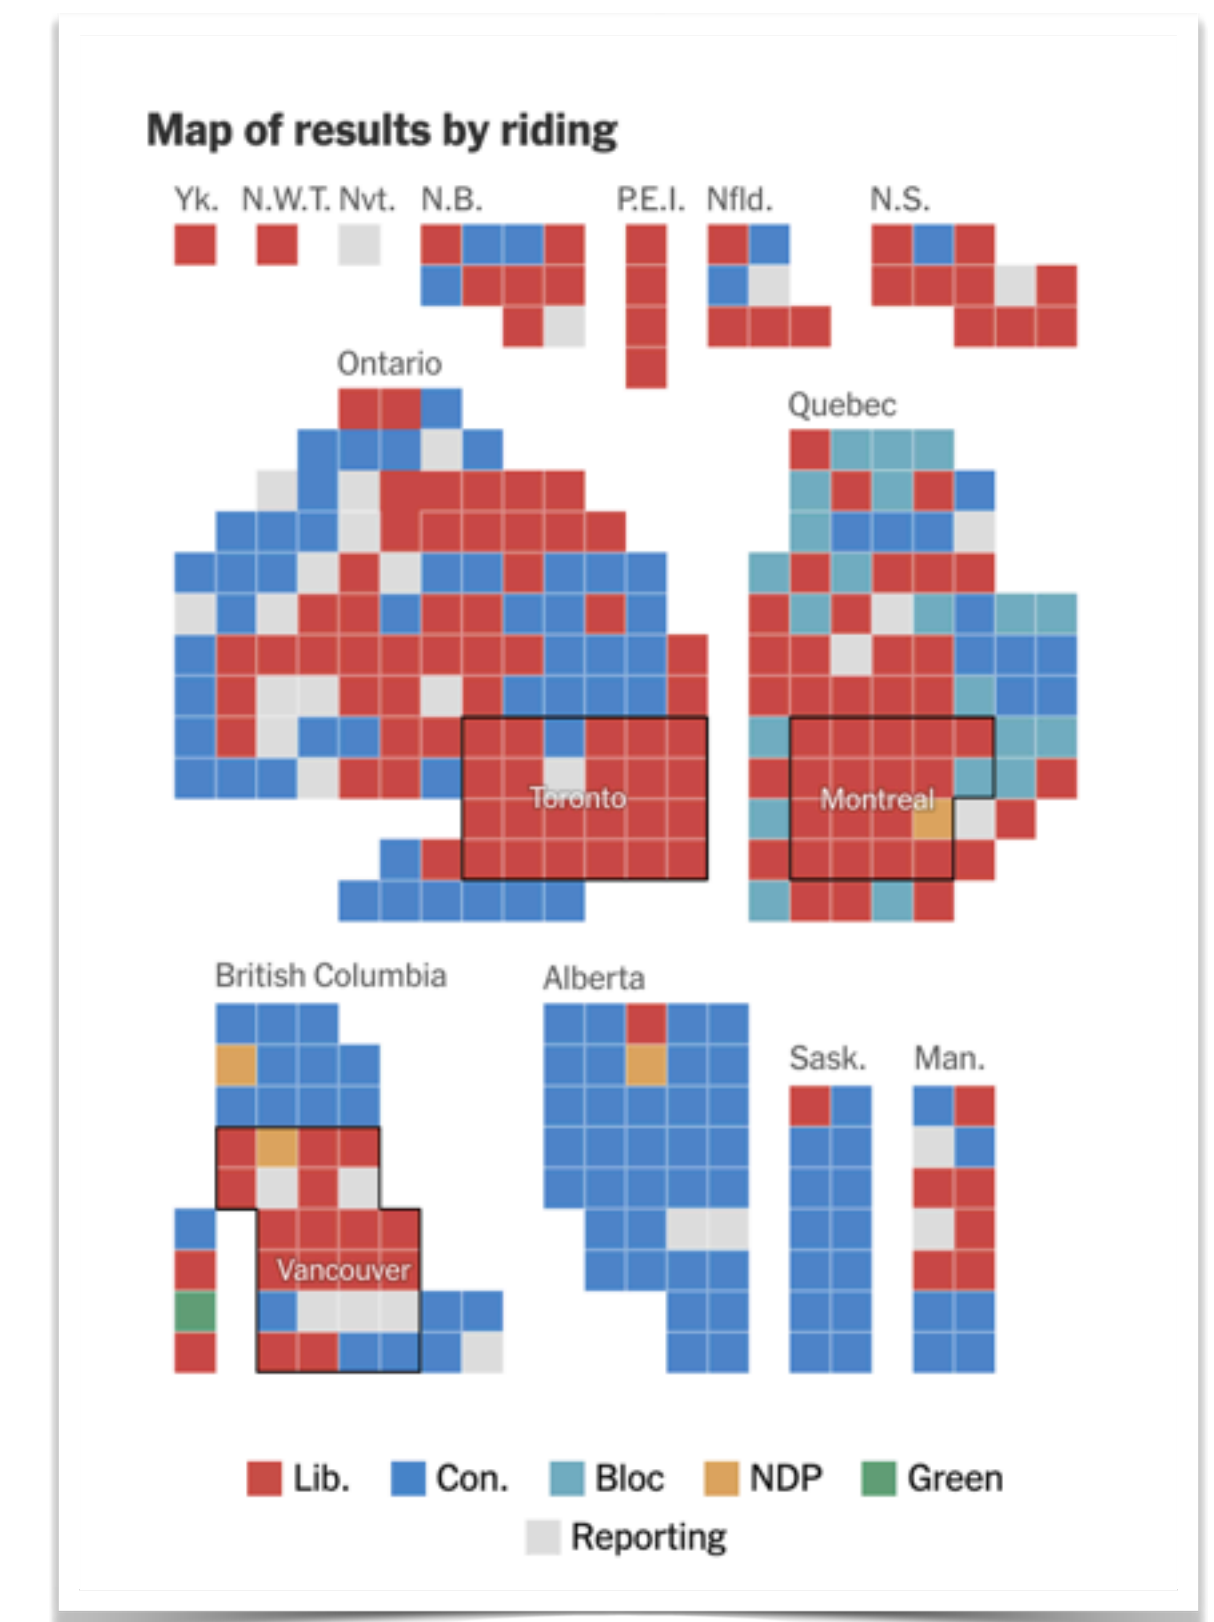 Map of results by riding
Yk. N.W.T. Nvt. N.B. P.E.I. Nfld. N.S.
Ontario
Quebec
Toronto
Montreal
British Columbia
Alberta
Sask. Man.
Vancouver
Lib. Con. Bloc NDP Green
Reporting